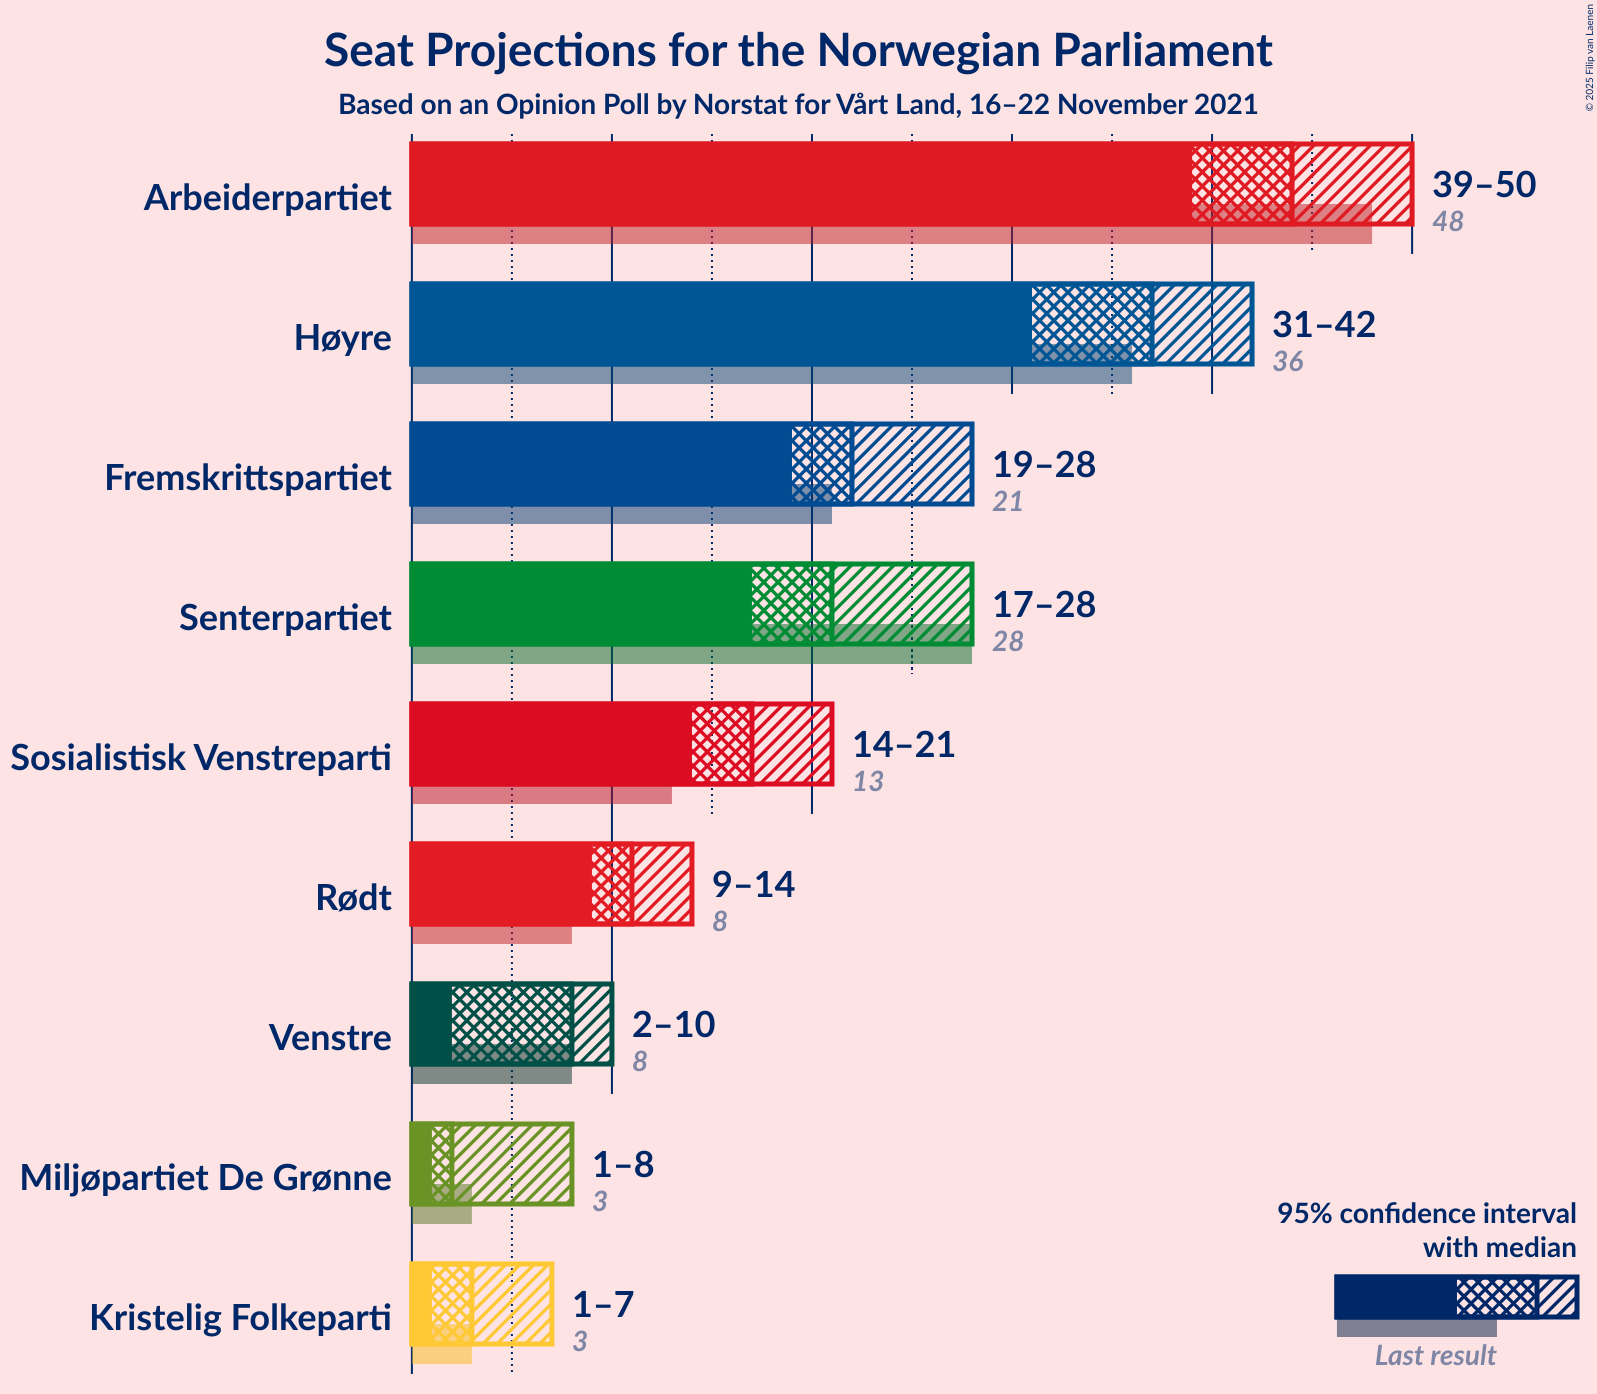 Seat Projections for the Norwegian Parliament
Based on an Opinion Poll by Norstat for Vårt Land, 16–22 November 2021
© 2025 Filip van Laenen
Arbeiderpartiet
39–50
48
Høyre
31–42
36
Fremskrittspartiet
19–28
21
Senterpartiet
17–28
28
Sosialistisk Venstreparti
14–21
13
Rødt
9–14
8
Venstre
2–10
8
Miljøpartiet De Grønne
1–8
3
Kristelig Folkeparti
1–7
3
95% confidence interval
with median
Last result